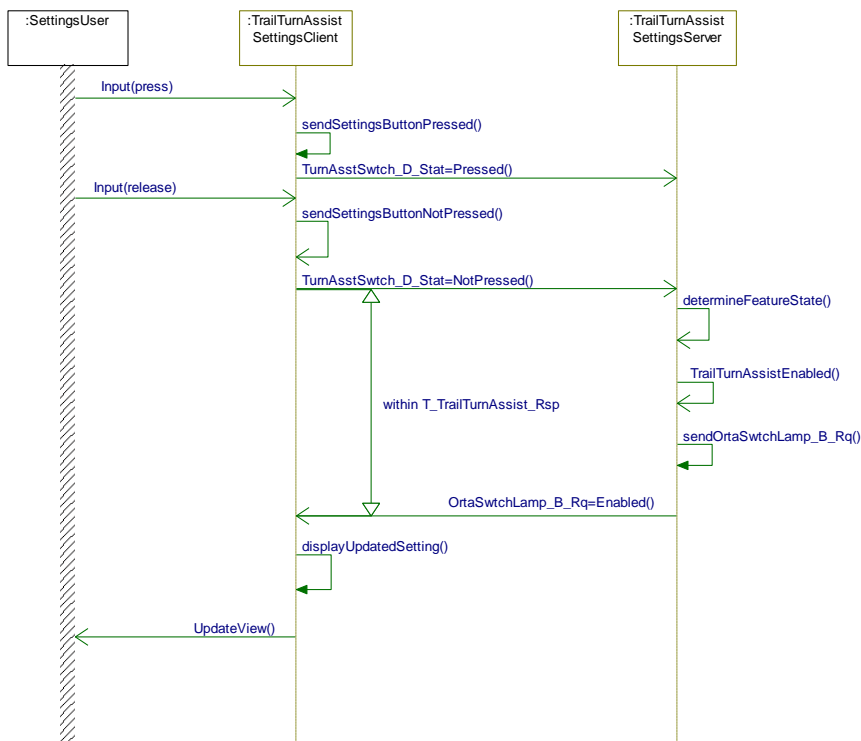 :SettingsUser
:TrailTurnAssist
SettingsClient
:TrailTurnAssist
SettingsServer
Input(press)
sendSettingsButtonPressed()
TurnAsstSwtch_D_Stat=Pressed()
Input(release)
sendSettingsButtonNotPressed()
TurnAsstSwtch_D_Stat=NotPressed()
determineFeatureState()
TrailTurnAssistEnabled()
within T_TrailTurnAssist_Rsp
sendOrtaSwtchLamp_B_Rq()
OrtaSwtchLamp_B_Rq=Enabled()
displayUpdatedSetting()
UpdateView()